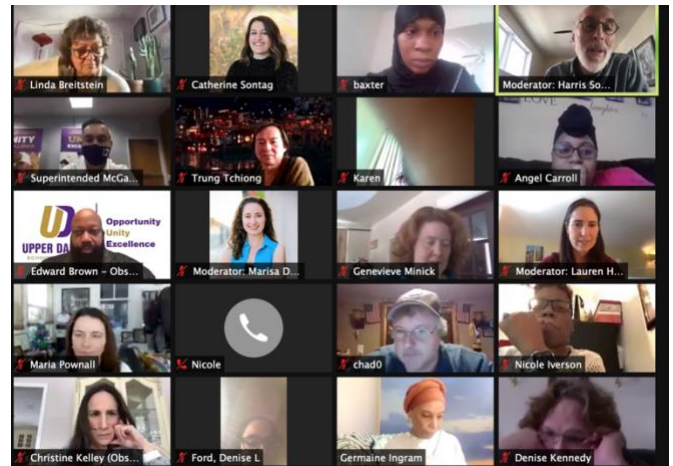 Linda Breitstein
Catherine Sontag
baxter
Moderator: Harris So...
Superintended McGa...
Trung Tchiong
Karen
LOVE
Angel Carroll
UD
UPPER DA
Opportunity
Unity
Excellence
Edward Brown – Obs...
Moderator: Marisa D...
Genevieve Minick
Moderator: Lauren H...
Maria Pownall
Nicole
chad0
Nicole Iverson
Christine Kelley (Obs...
Ford, Denise L
Germaine Ingram
Denise Kennedy